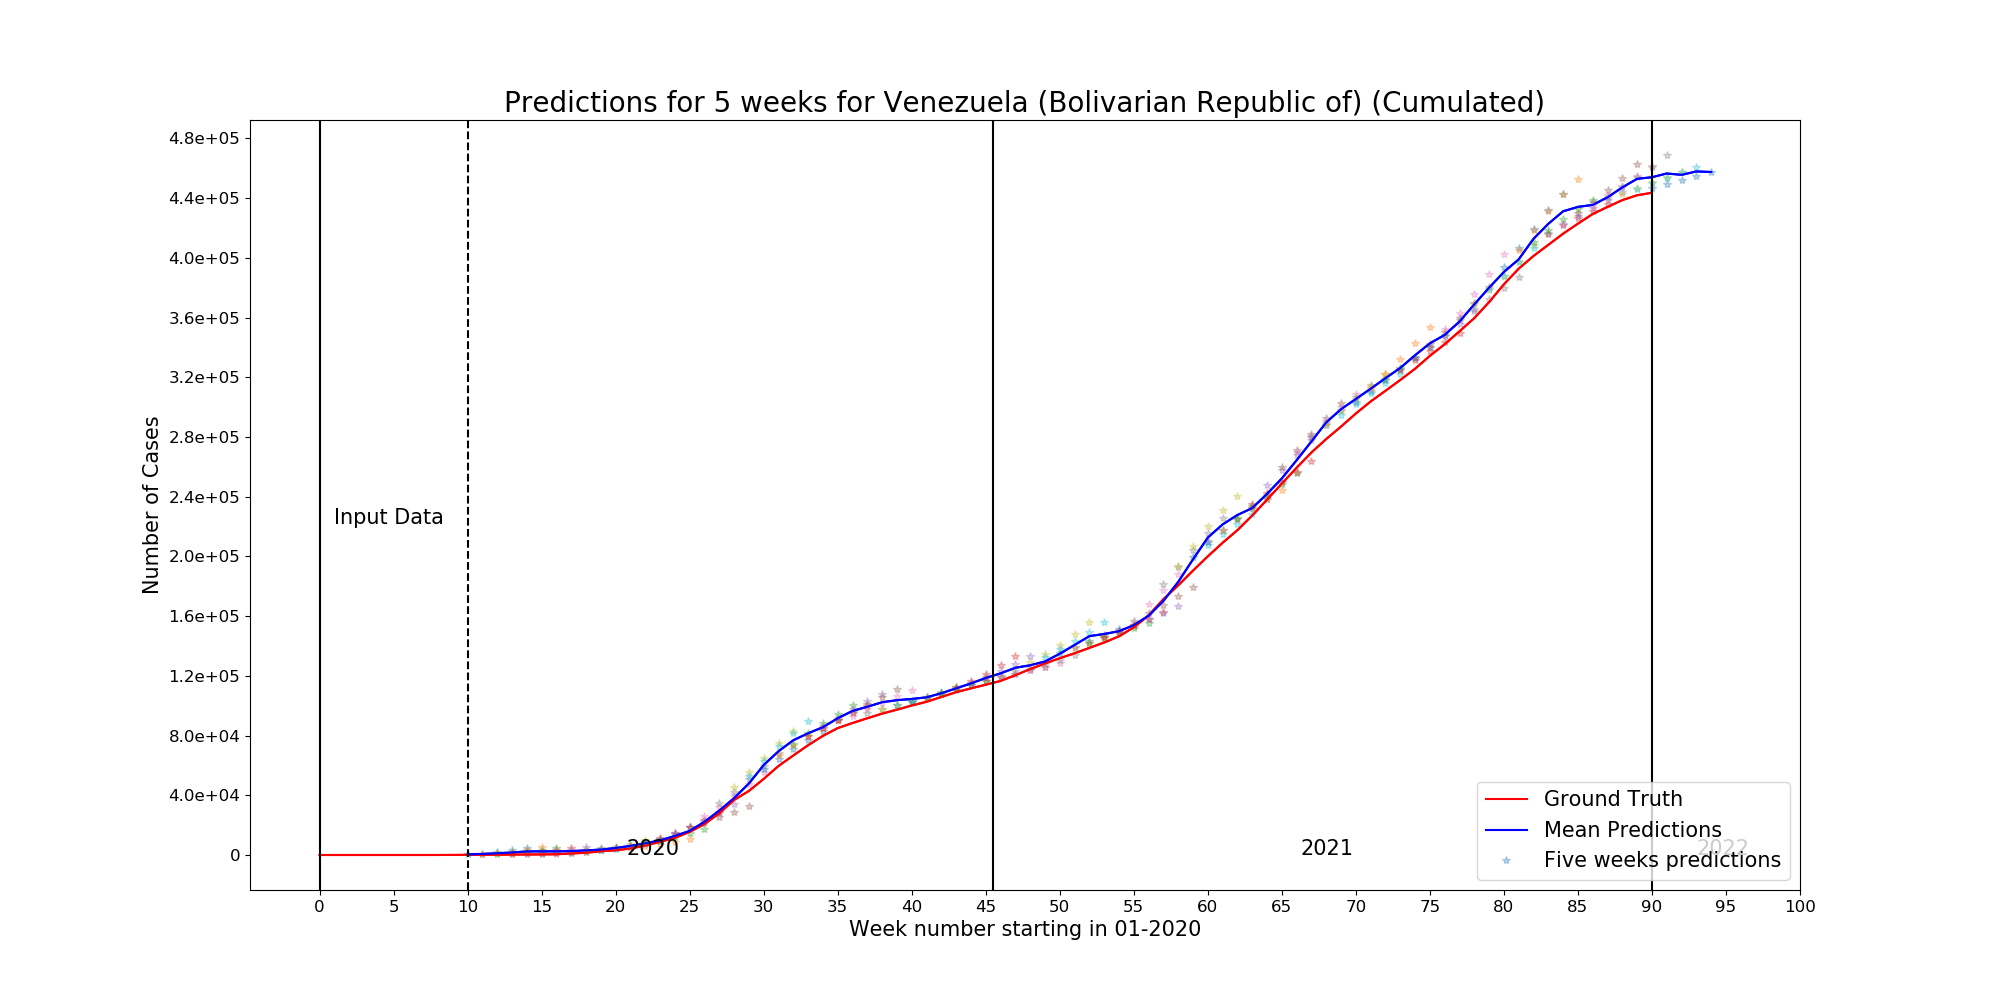 Predictions for 5 weeks for Venezuela (Bolivarian Republic of) (Cumulated)
4.8e+05
4.4e+05
4.0e+05
3.6e+05
3.2e+05
2.8e+05
2.4e+05
2.0e+05
1.6e+05
1.2e+05
8.0e+04
4.0e+04
0
Number of Cases
Input Data
2020
2021
2022
Ground Truth
Mean Predictions
Five weeks predictions
0 5 10 15 20 25 30 35 40 45 50 55 60 65 70 75 80 85 90 95 100
Week number starting in 01-2020